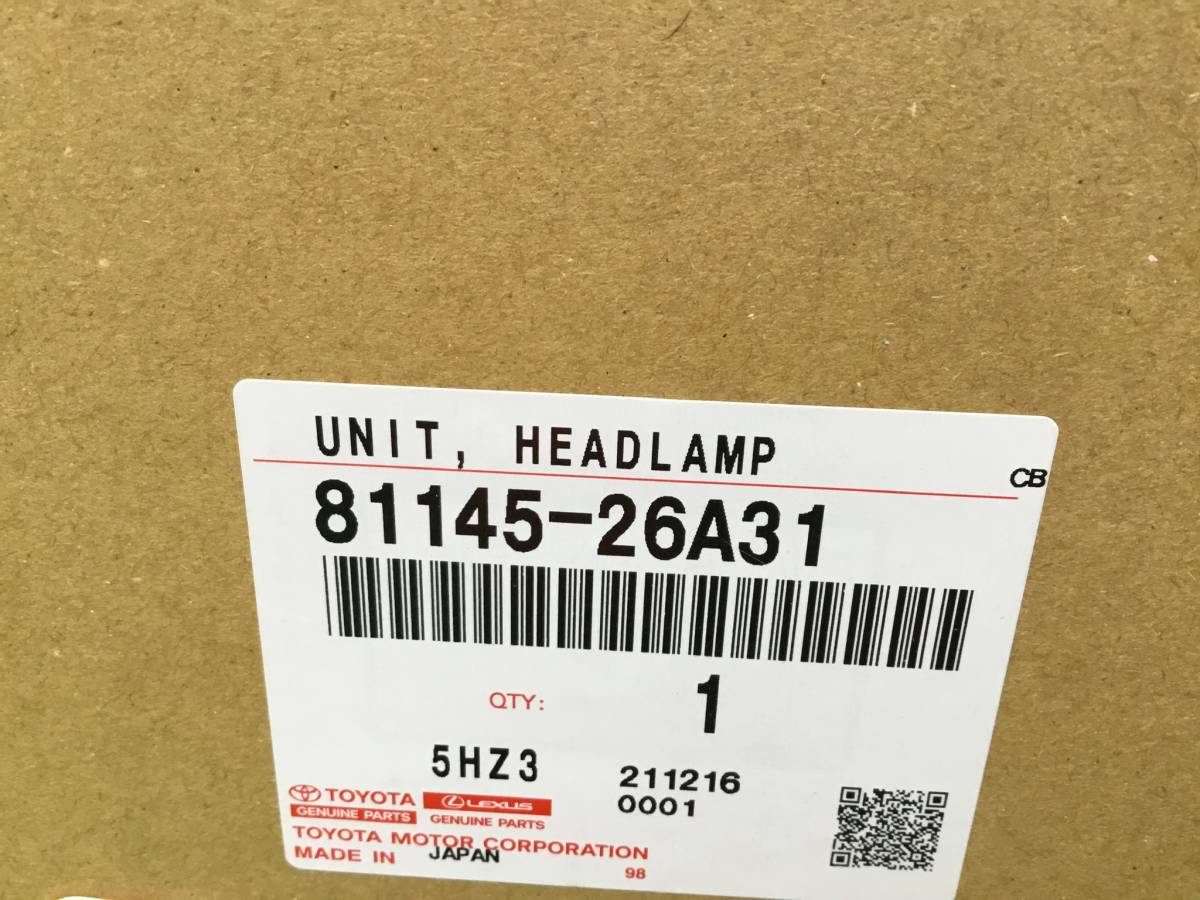 UNIT, HEADLAMP
CB
81145-26A31
QTY: 1
5HZ3 211216
0001
TOYOTA LEXUS
GENUINE PARTS GENUINE PARTS
TOYOTA MOTOR CORPORATION
MADE IN JAPAN
98